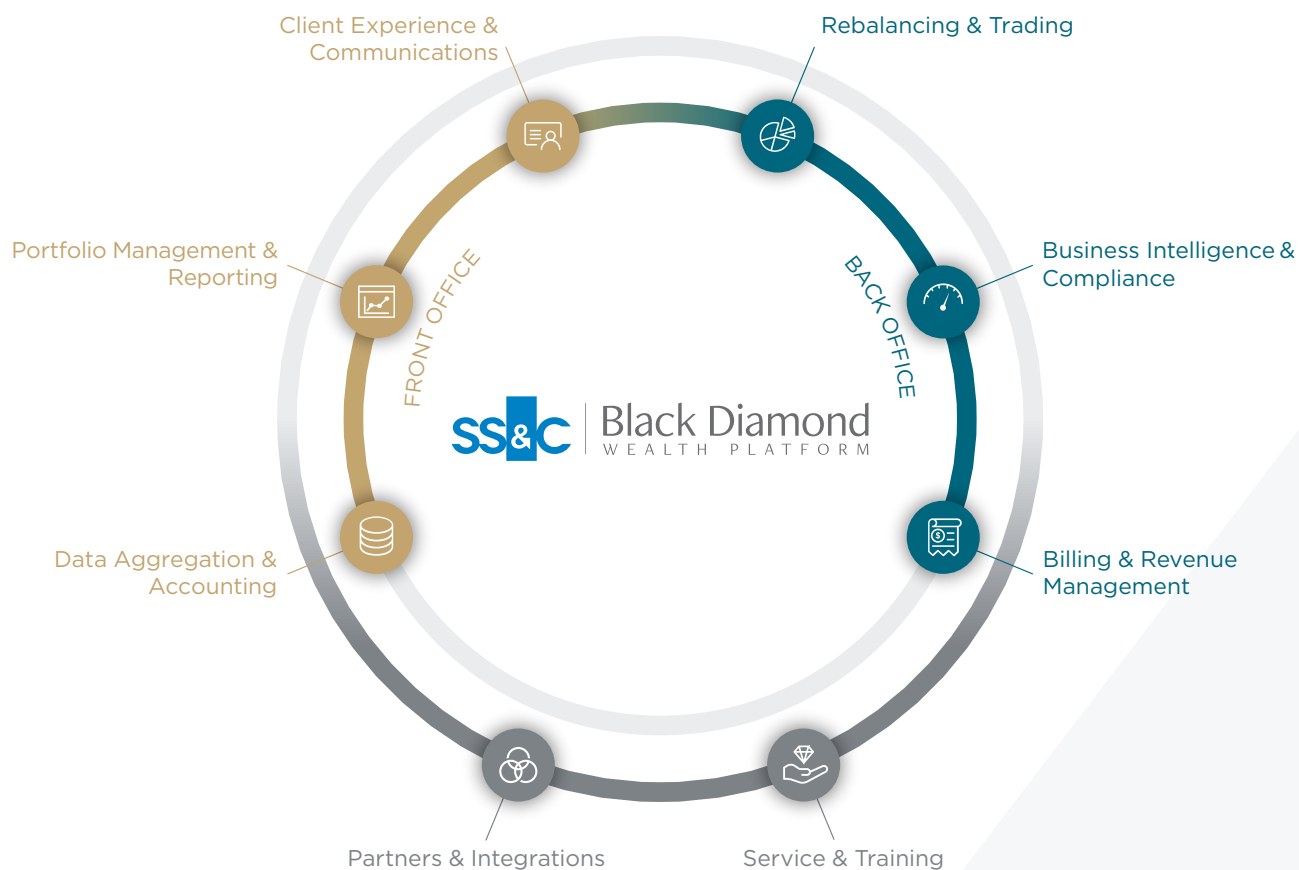 Client Experience &
Communications
Rebalancing & Trading
Portfolio Management &
Reporting
Business Intelligence &
Compliance
FRONT OFFICE
BACK OFFICE
SS&C
Black Diamond
WEALTH PLATFORM
$
Data Aggregation &
Accounting
Billing & Revenue
Management
Partners & Integrations
Service & Training